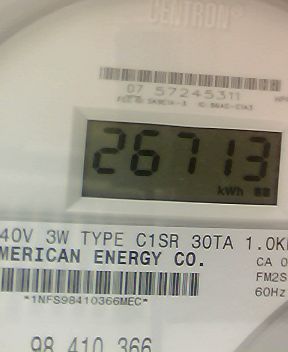 CENTRON®
07 57245311
26713
kWh
40V 3W TYPE C1SR 30TA 1.0K
MERICAN ENERGY CO.
CA 0
FM2S
60Hz
*1NFS98410366MEC*
98 410 366